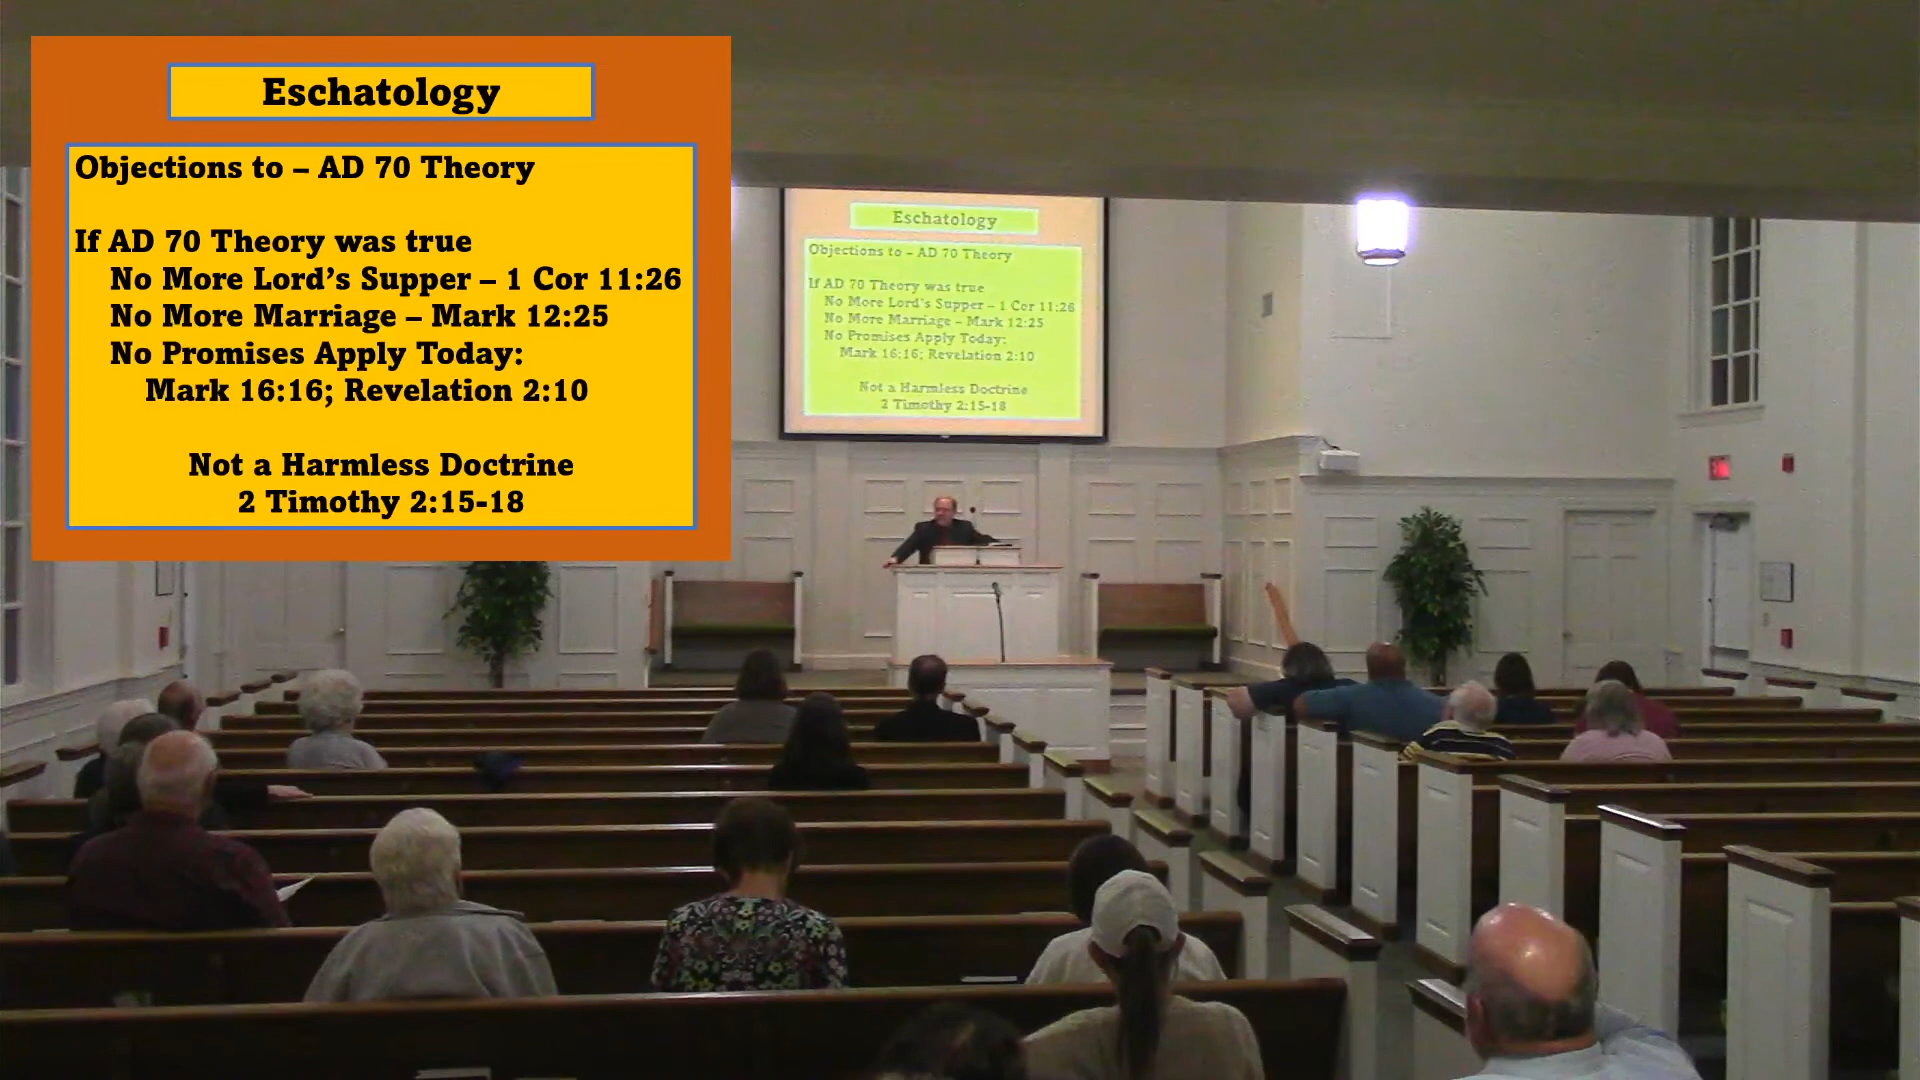 Eschatology
Objections to – AD 70 Theory
If AD 70 Theory was true
No More Lord's Supper – 1 Cor 11:26
No More Marriage – Mark 12:25
No Promises Apply Today:
Mark 16:16; Revelation 2:10
Not a Harmless Doctrine
2 Timothy 2:15-18
Eschatology
Objections to – AD 70 Theory
If AD 70 Theory was true
No More Lord's Supper – 1 Cor 11:26
No More Marriage – Mark 12:25
No Promises Apply Today:
Mark 16:16; Revelation 2:10
Not a Harmless Doctrine
2 Timothy 2:15-18